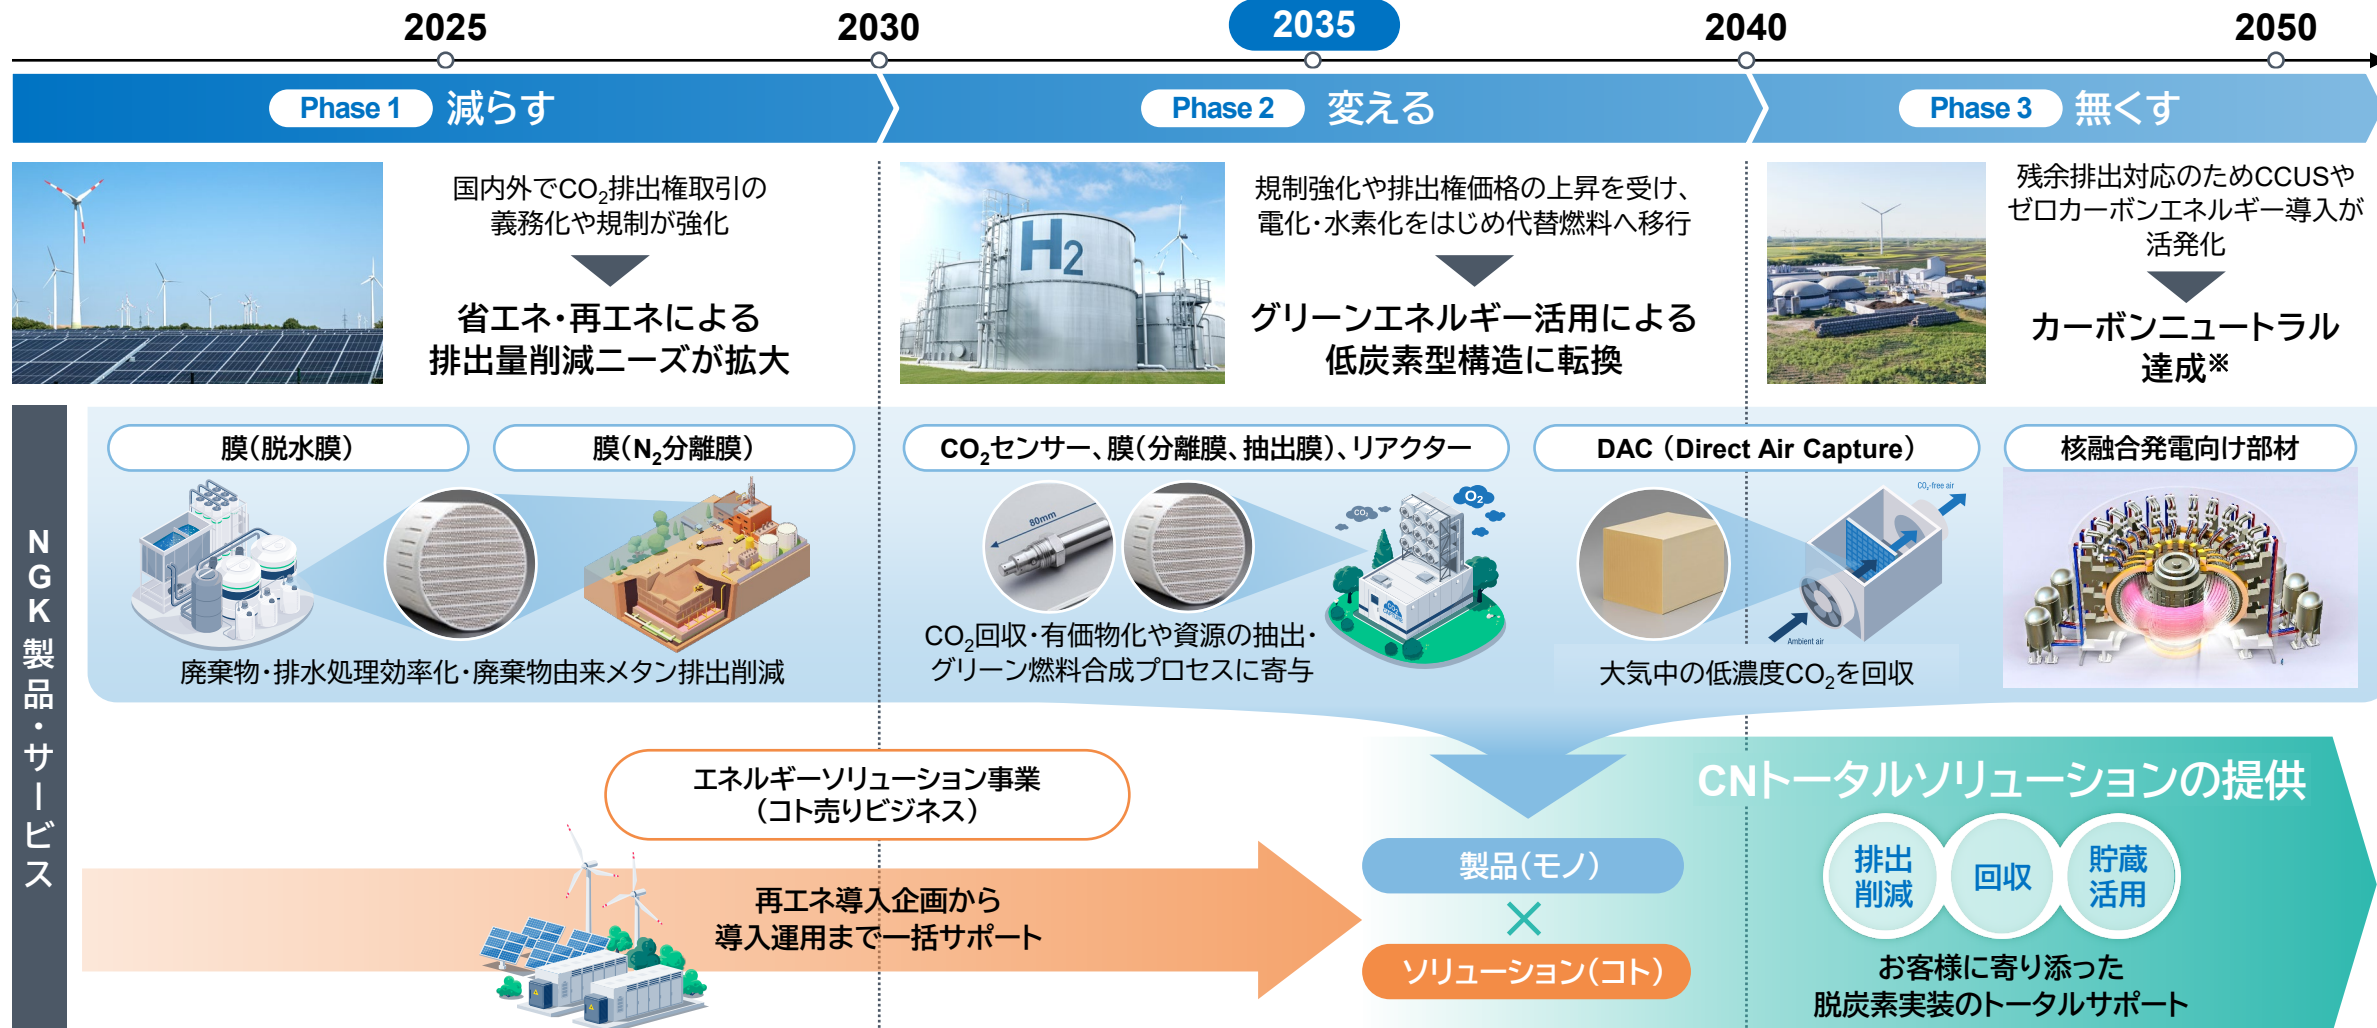 2025
2030
2035
2040
2050
Phase 1 減らす
Phase 2 変える
Phase 3 無くす
国内外でCO₂排出権取引の
義務化や規制が強化
省エネ・再エネによる
排出量削減ニーズが拡大
H₂
規制強化や排出権価格の上昇を受け、
電化・水素化をはじめ代替燃料へ移行
グリーンエネルギー活用による
低炭素型構造に転換
残余排出対応のためCCUSや
ゼロカーボンエネルギー導入が
活発化
カーボンニュートラル
達成※
NGK製品・サービス
膜（脱水膜）
膜（N₂分離膜）
廃棄物・排水処理効率化・廃棄物由来メタン排出削減
CO₂センサー、膜（分離膜、抽出膜）、リアクター
80mm
CO₂
O₂
CO₂
CAPTURE
CO₂回収・有価物化や資源の抽出・
グリーン燃料合成プロセスに寄与
DAC（Direct Air Capture）
CO₂-free air
Ambient air
大気中の低濃度CO₂を回収
核融合発電向け部材
エネルギーソリューション事業
（コト売りビジネス）
再エネ導入企画から
導入運用まで一括サポート
製品（モノ）
×
ソリューション（コト）
CNトータルソリューションの提供
排出
削減
回収
貯蔵
活用
お客様に寄り添った
脱炭素実装のトータルサポート